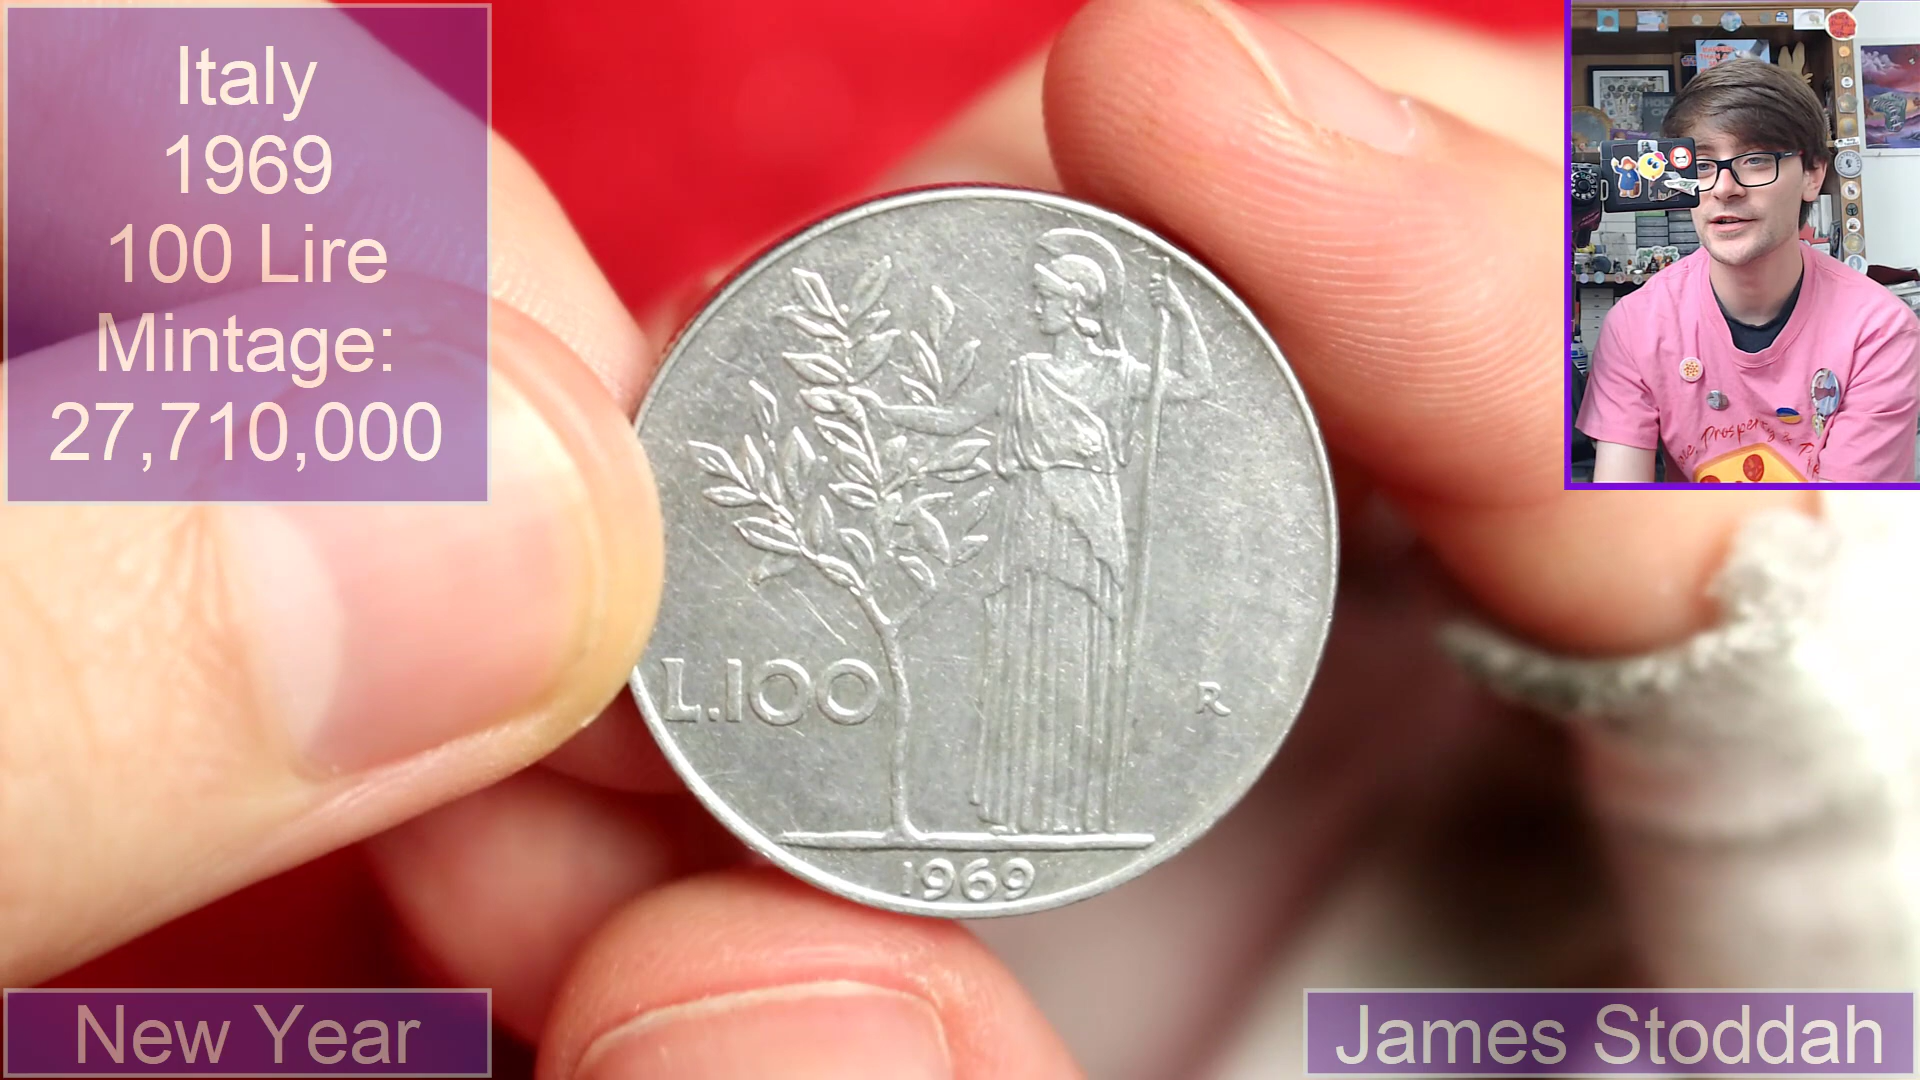 Italy
1969
100 Lire
Mintage:
27,710,000
L.100
R
1969
New Year
James Stoddah